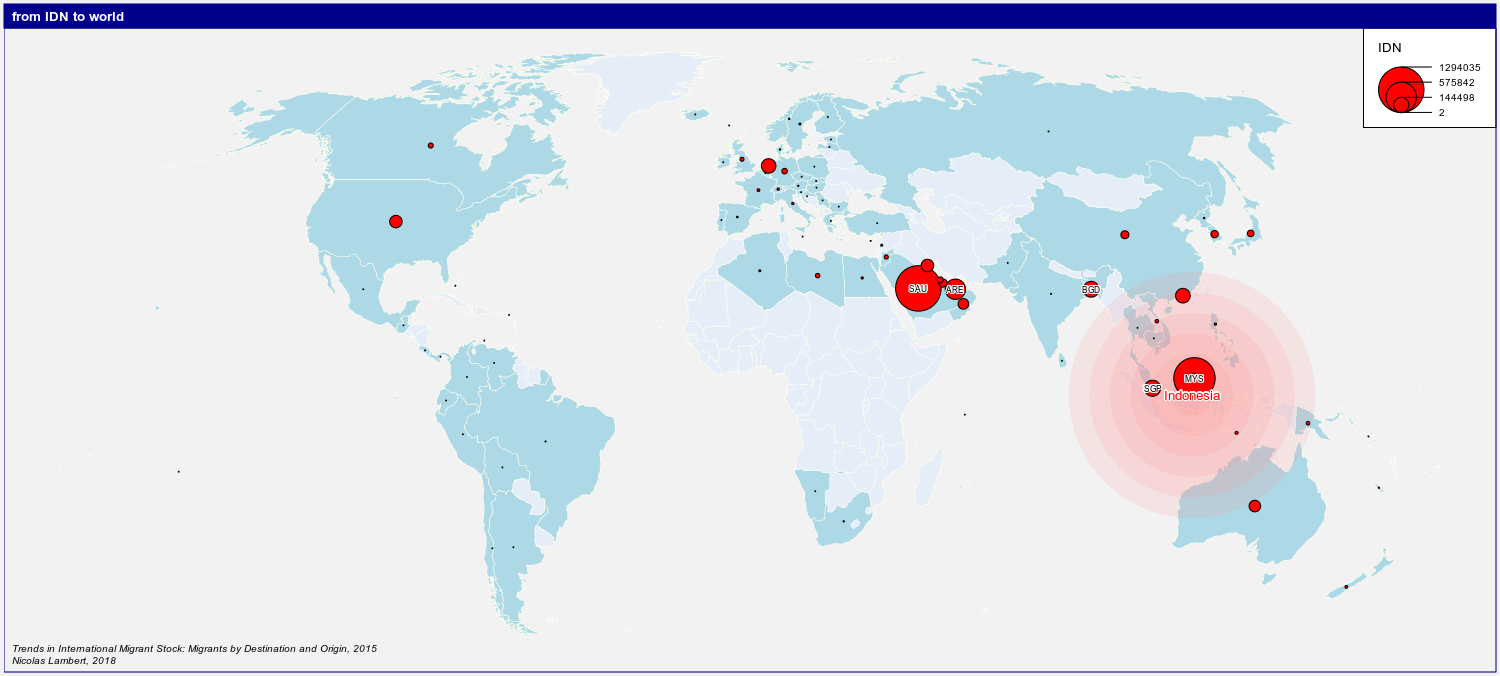 from IDN to world
IDN
1294035
575842
144498
2
SAU
ARE
BGD
MYS
SGP
Indonesia
Trends in International Migrant Stock: Migrants by Destination and Origin, 2015
Nicolas Lambert, 2018